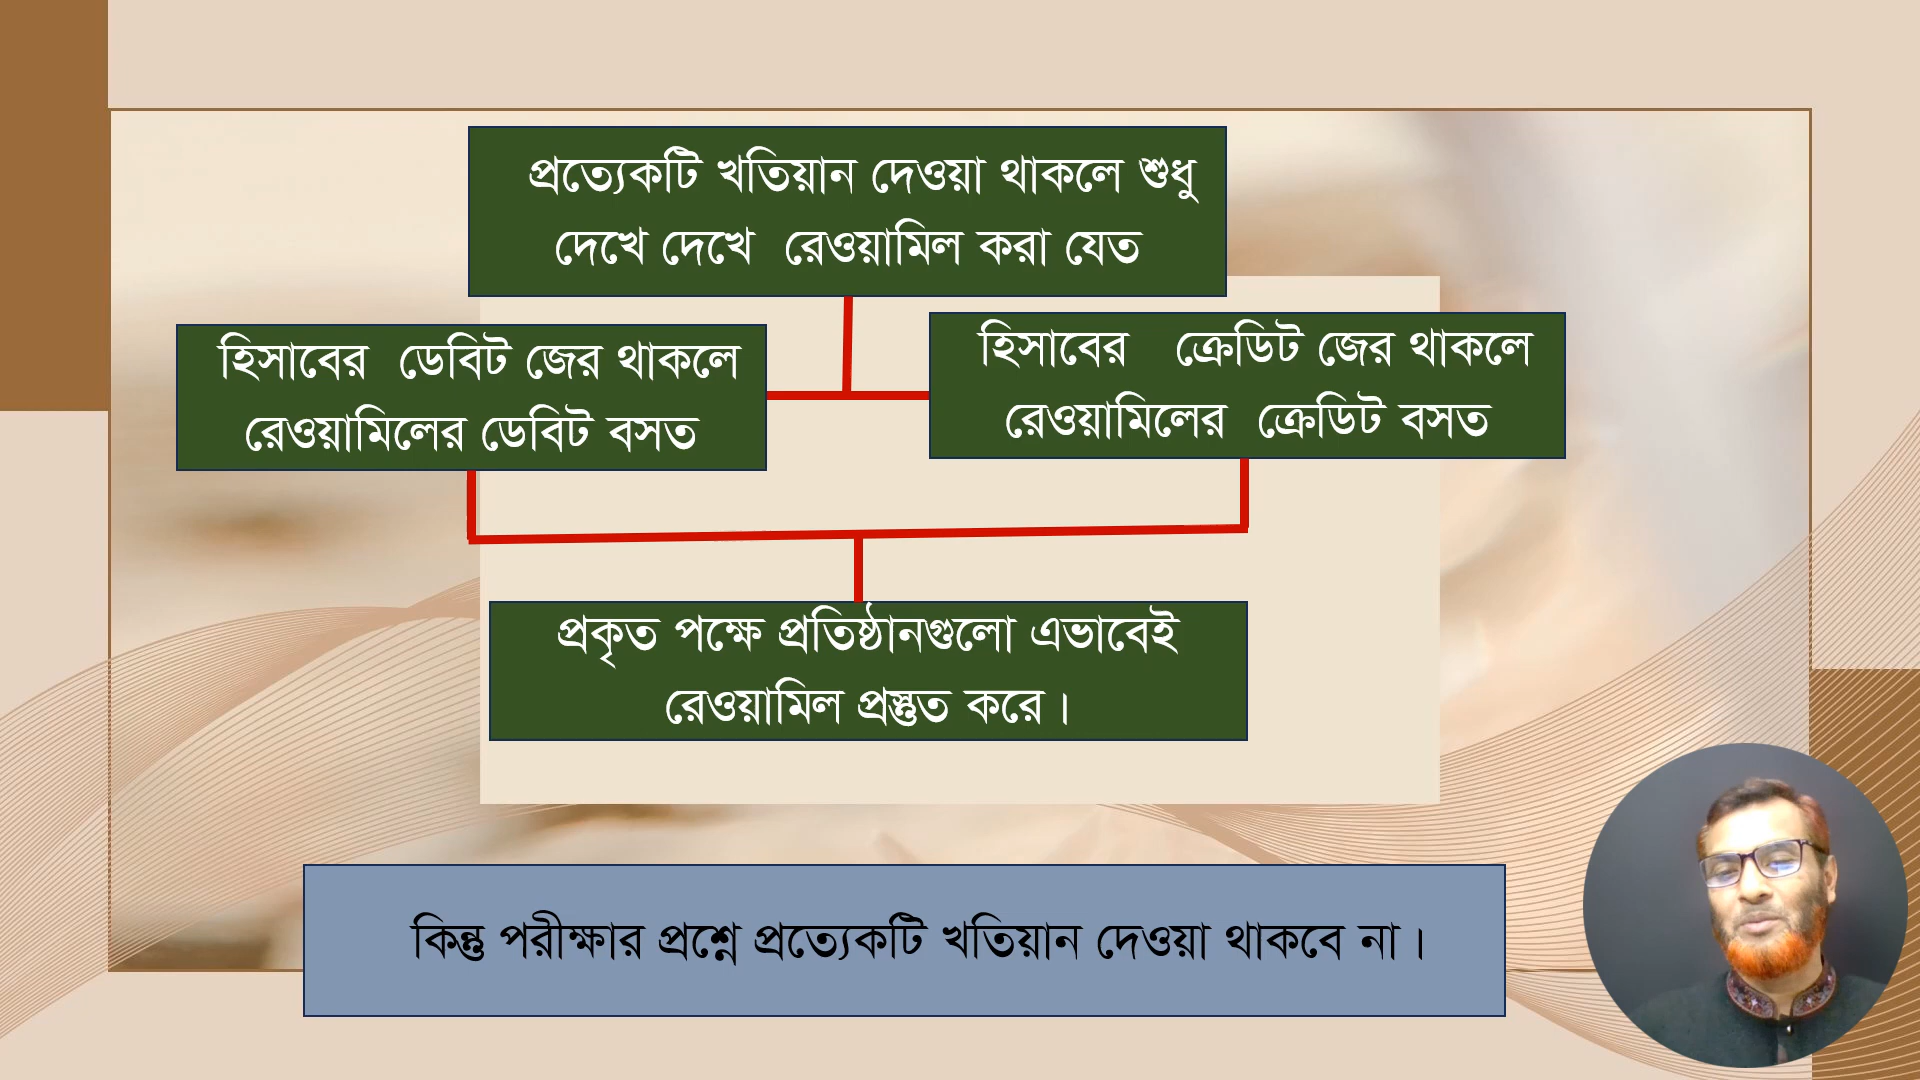 প্রত্যেকটি খতিয়ান দেওয়া থাকলে শুধু
দেখে দেখে রেওয়ামিল করা যেত
হিসাবের ডেবিট জের থাকলে
রেওয়ামিলের ডেবিট বসত
হিসাবের ক্রেডিট জের থাকলে
রেওয়ামিলের ক্রেডিট বসত
প্রকৃত পক্ষে প্রতিষ্ঠানগুলো এভাবেই
রেওয়ামিল প্রস্তুত করে।
কিন্তু পরীক্ষার প্রশ্নে প্রত্যেকটি খতিয়ান দেওয়া থাকবে না।